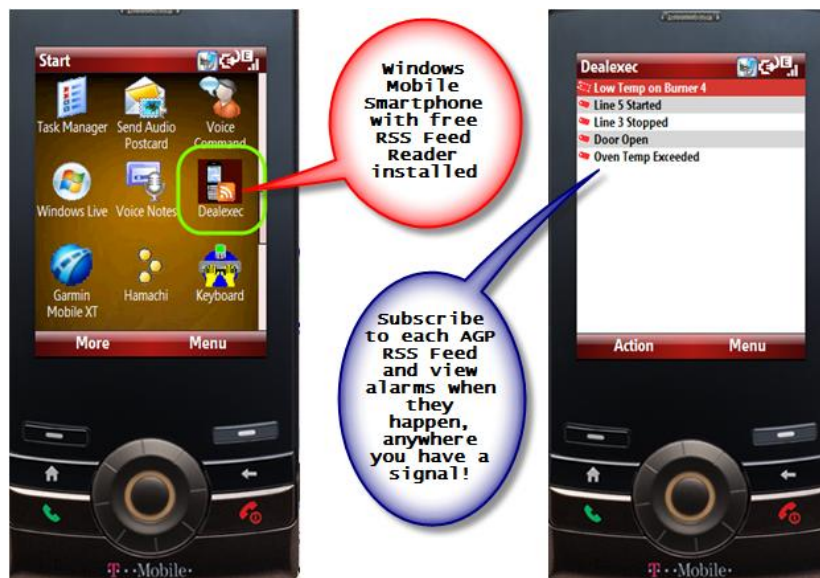 Start
E
Task Manager
Send Audio
Postcard
Voice
Command
Windows Live
Voice Notes
Dealexec
Garmin
Mobile XT
Hamachi
Keyboard
More
Menu
T··Mobile·
Windows
Mobile
Smartphone
with free
RSS Feed
Reader
installed
Subscribe
to each AGP
RSS Feed
and view
alarms when
they
happen,
anywhere
you have a
signal!
Dealexec
E
Low Temp on Burner 4
Line 5 Started
Line 3 Stopped
Door Open
Oven Temp Exceeded
Action
Menu
T··Mobile·